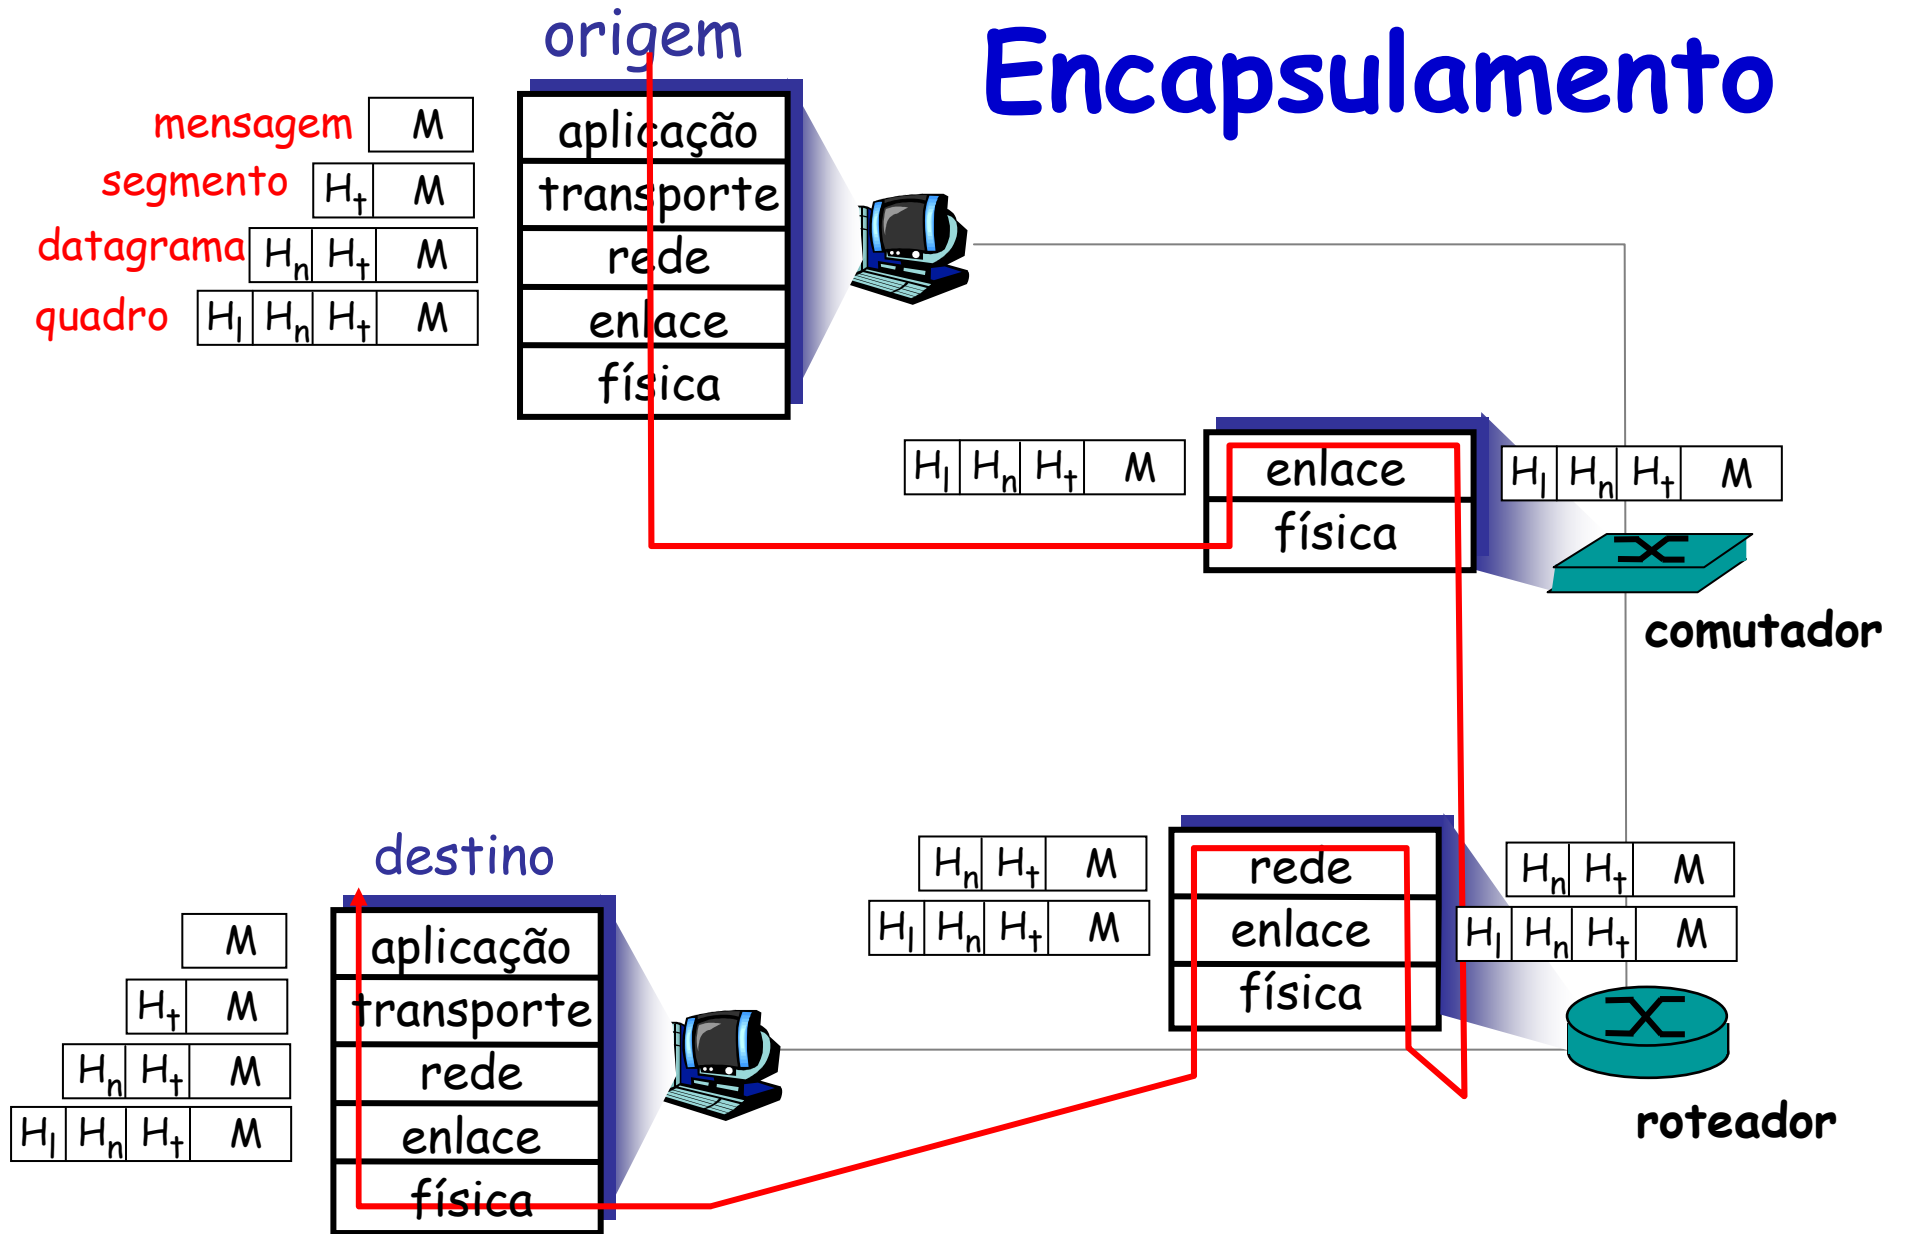 origem
Encapsulamento
mensagem M aplicação
segmento Ht M transporte
datagrama Hn Ht M rede
quadro Hl Hn Ht M enlace
física
Hl Hn Ht M enlace Hl Hn Ht M
física
comutador
destino
Hn Ht M rede Hn Ht M
Hl Hn Ht M enlace Hl Hn Ht M
física
roteador
M aplicação
Ht M transporte
Hn Ht M rede
Hl Hn Ht M enlace
física